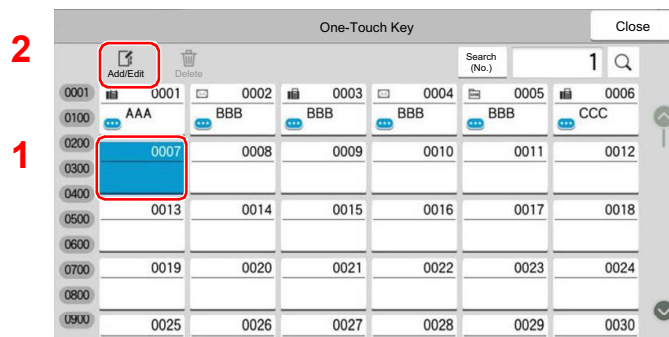 One-Touch Key Close
2
Add/Edit Delete Search (No.) 1
0001 0001 0002 0003 0004 0005 0006
0100 AAA BBB BBB BBB BBB CCC
1
0200 0007 0008 0009 0010 0011 0012
0300
0400
0500 0013 0014 0015 0016 0017 0018
0600
0700 0019 0020 0021 0022 0023 0024
0800
0900 0025 0026 0027 0028 0029 0030